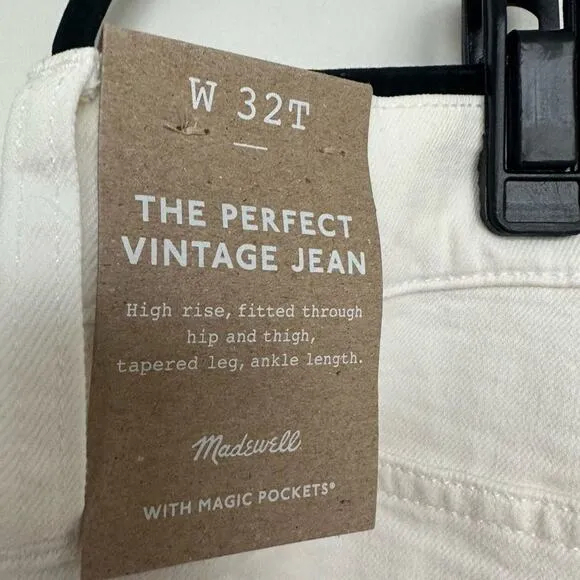 W 32T
THE PERFECT
VINTAGE JEAN
High rise, fitted through
hip and thigh,
tapered leg, ankle length.
Madewell
WITH MAGIC POCKETS®